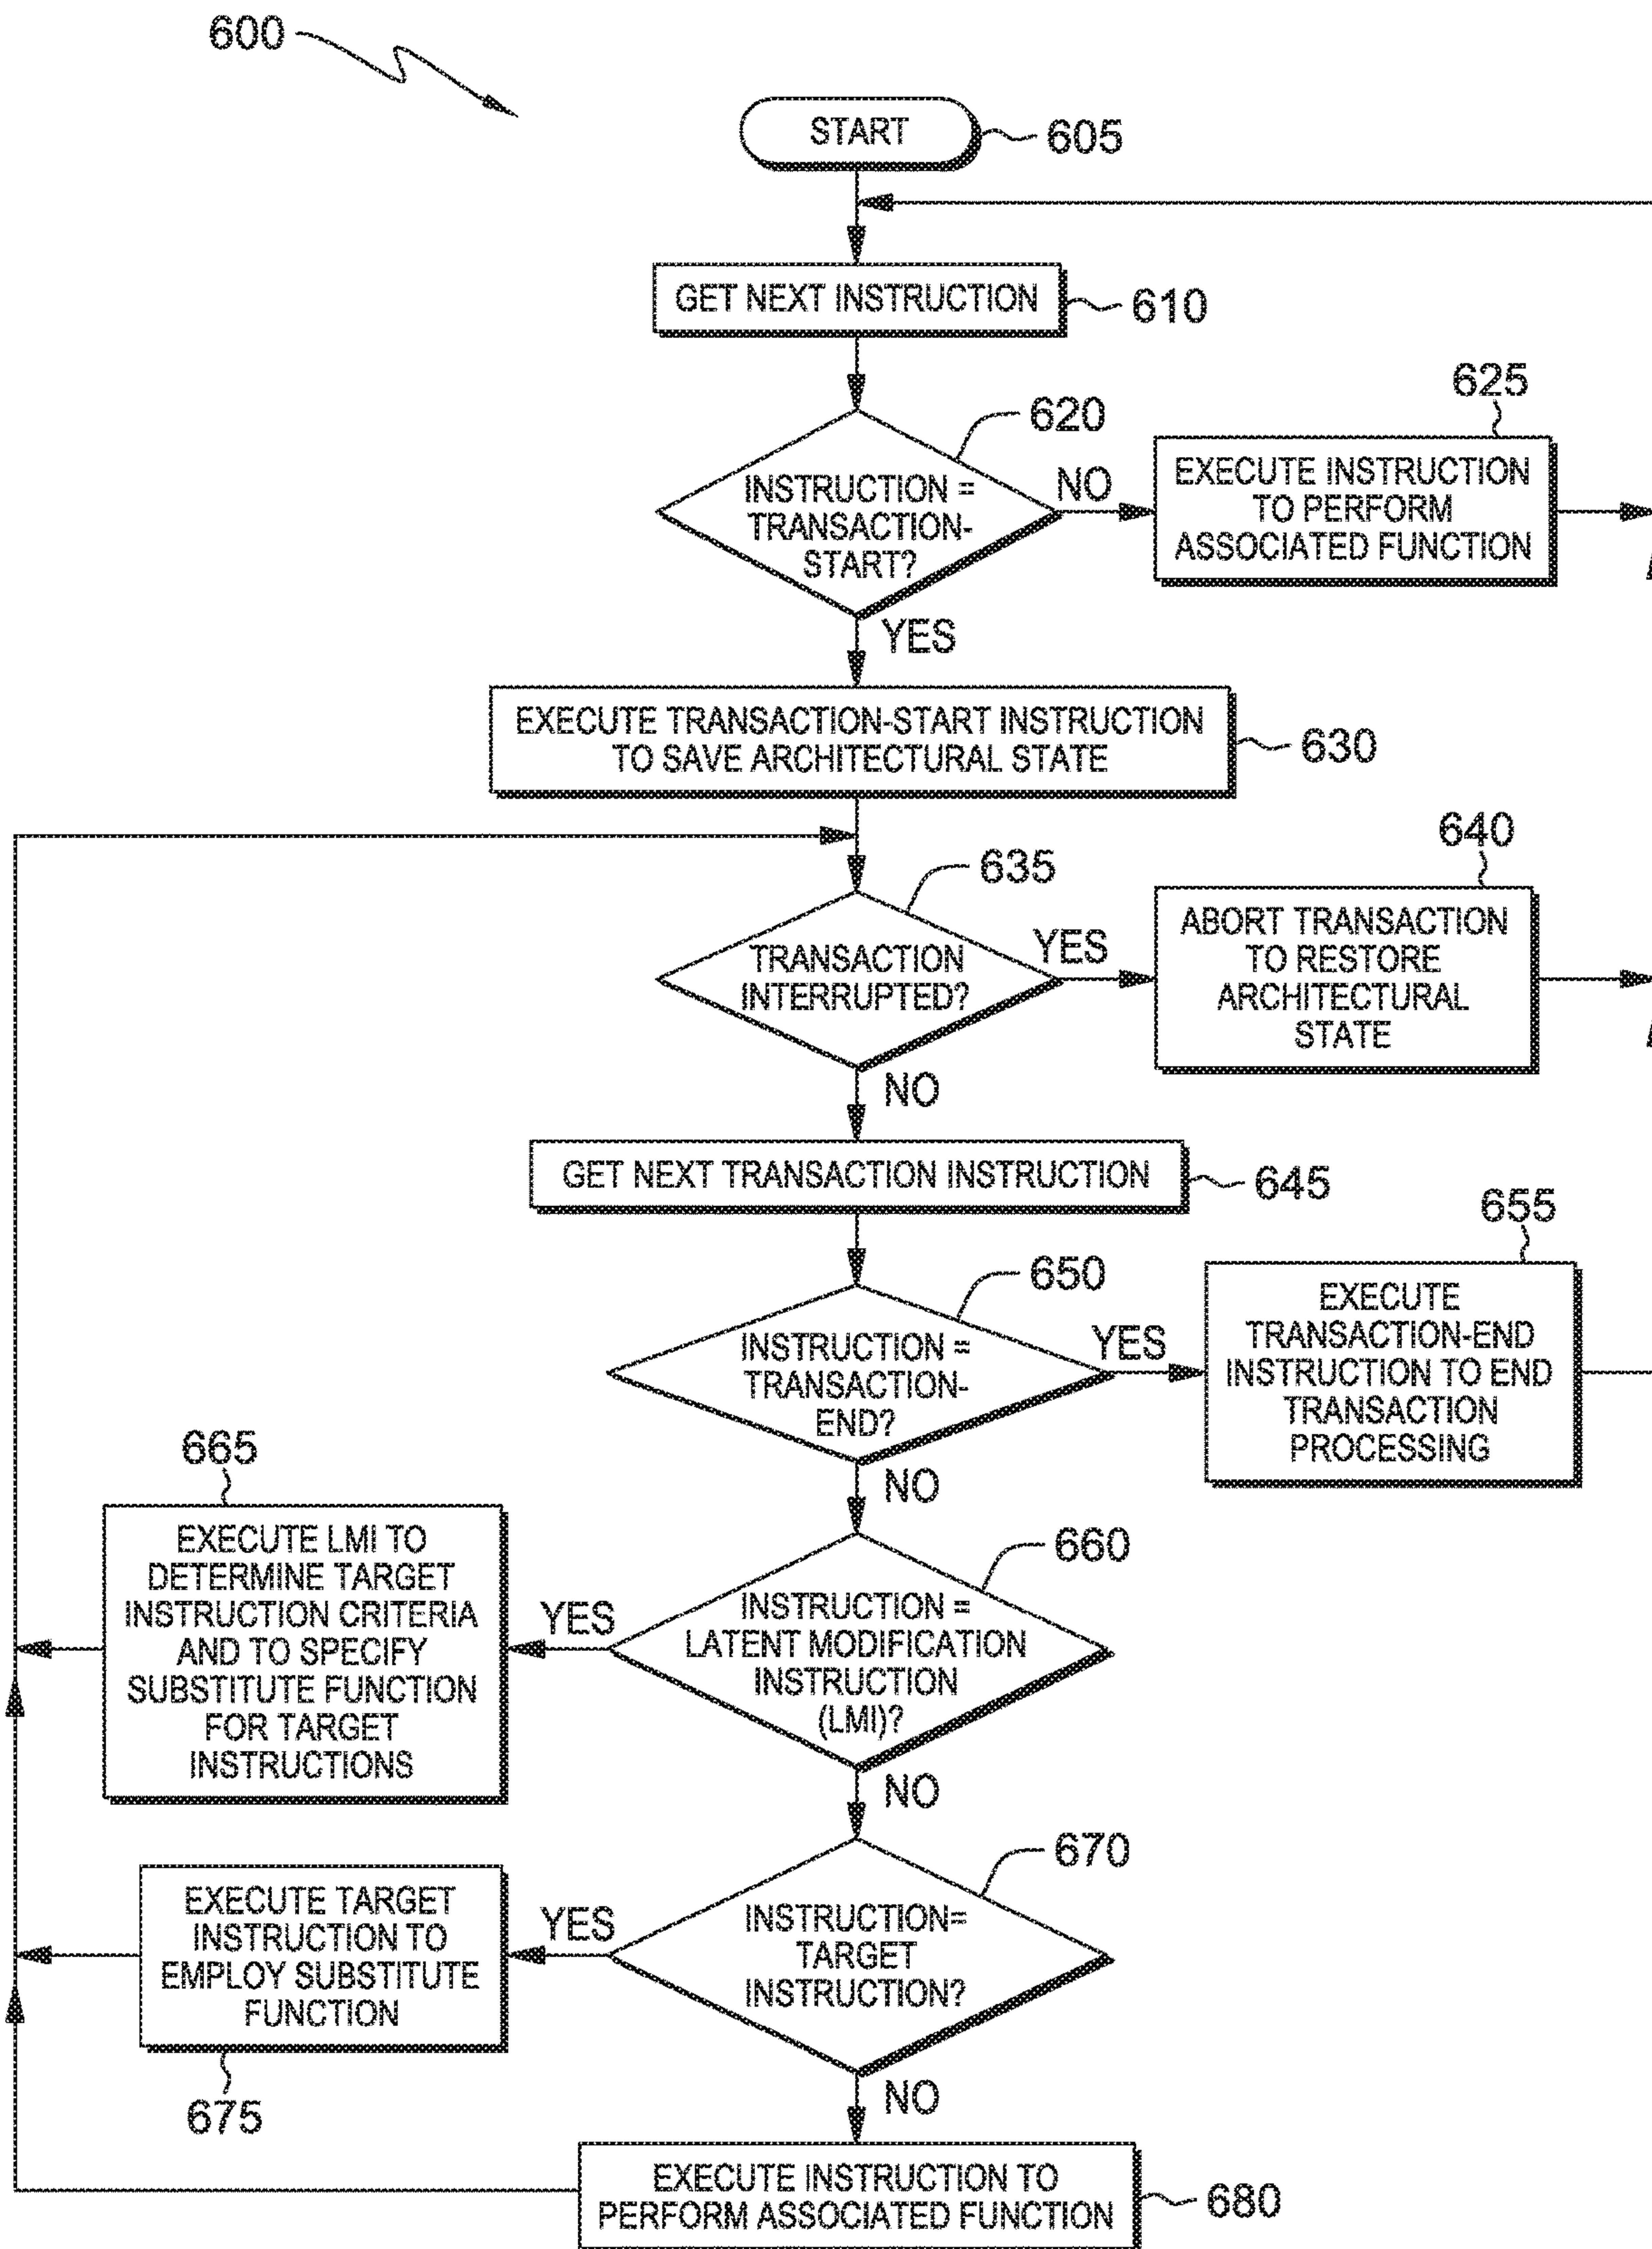 600
START
605
GET NEXT INSTRUCTION
610
620
INSTRUCTION =
TRANSACTION-
START?
NO
YES
625
EXECUTE INSTRUCTION
TO PERFORM
ASSOCIATED FUNCTION
EXECUTE TRANSACTION-START INSTRUCTION
TO SAVE ARCHITECTURAL STATE
630
635
TRANSACTION
INTERRUPTED?
YES
NO
640
ABORT TRANSACTION
TO RESTORE
ARCHITECTURAL
STATE
GET NEXT TRANSACTION INSTRUCTION
645
650
INSTRUCTION =
TRANSACTION-
END?
YES
NO
655
EXECUTE
TRANSACTION-END
INSTRUCTION TO END
TRANSACTION
PROCESSING
660
INSTRUCTION =
LATENT MODIFICATION
INSTRUCTION
(LMI)?
YES
NO
665
EXECUTE LMI TO
DETERMINE TARGET
INSTRUCTION CRITERIA
AND TO SPECIFY
SUBSTITUTE FUNCTION
FOR TARGET
INSTRUCTIONS
670
INSTRUCTION=
TARGET
INSTRUCTION?
YES
NO
EXECUTE TARGET
INSTRUCTION TO
EMPLOY SUBSTITUTE
FUNCTION
675
EXECUTE INSTRUCTION TO
PERFORM ASSOCIATED FUNCTION
680